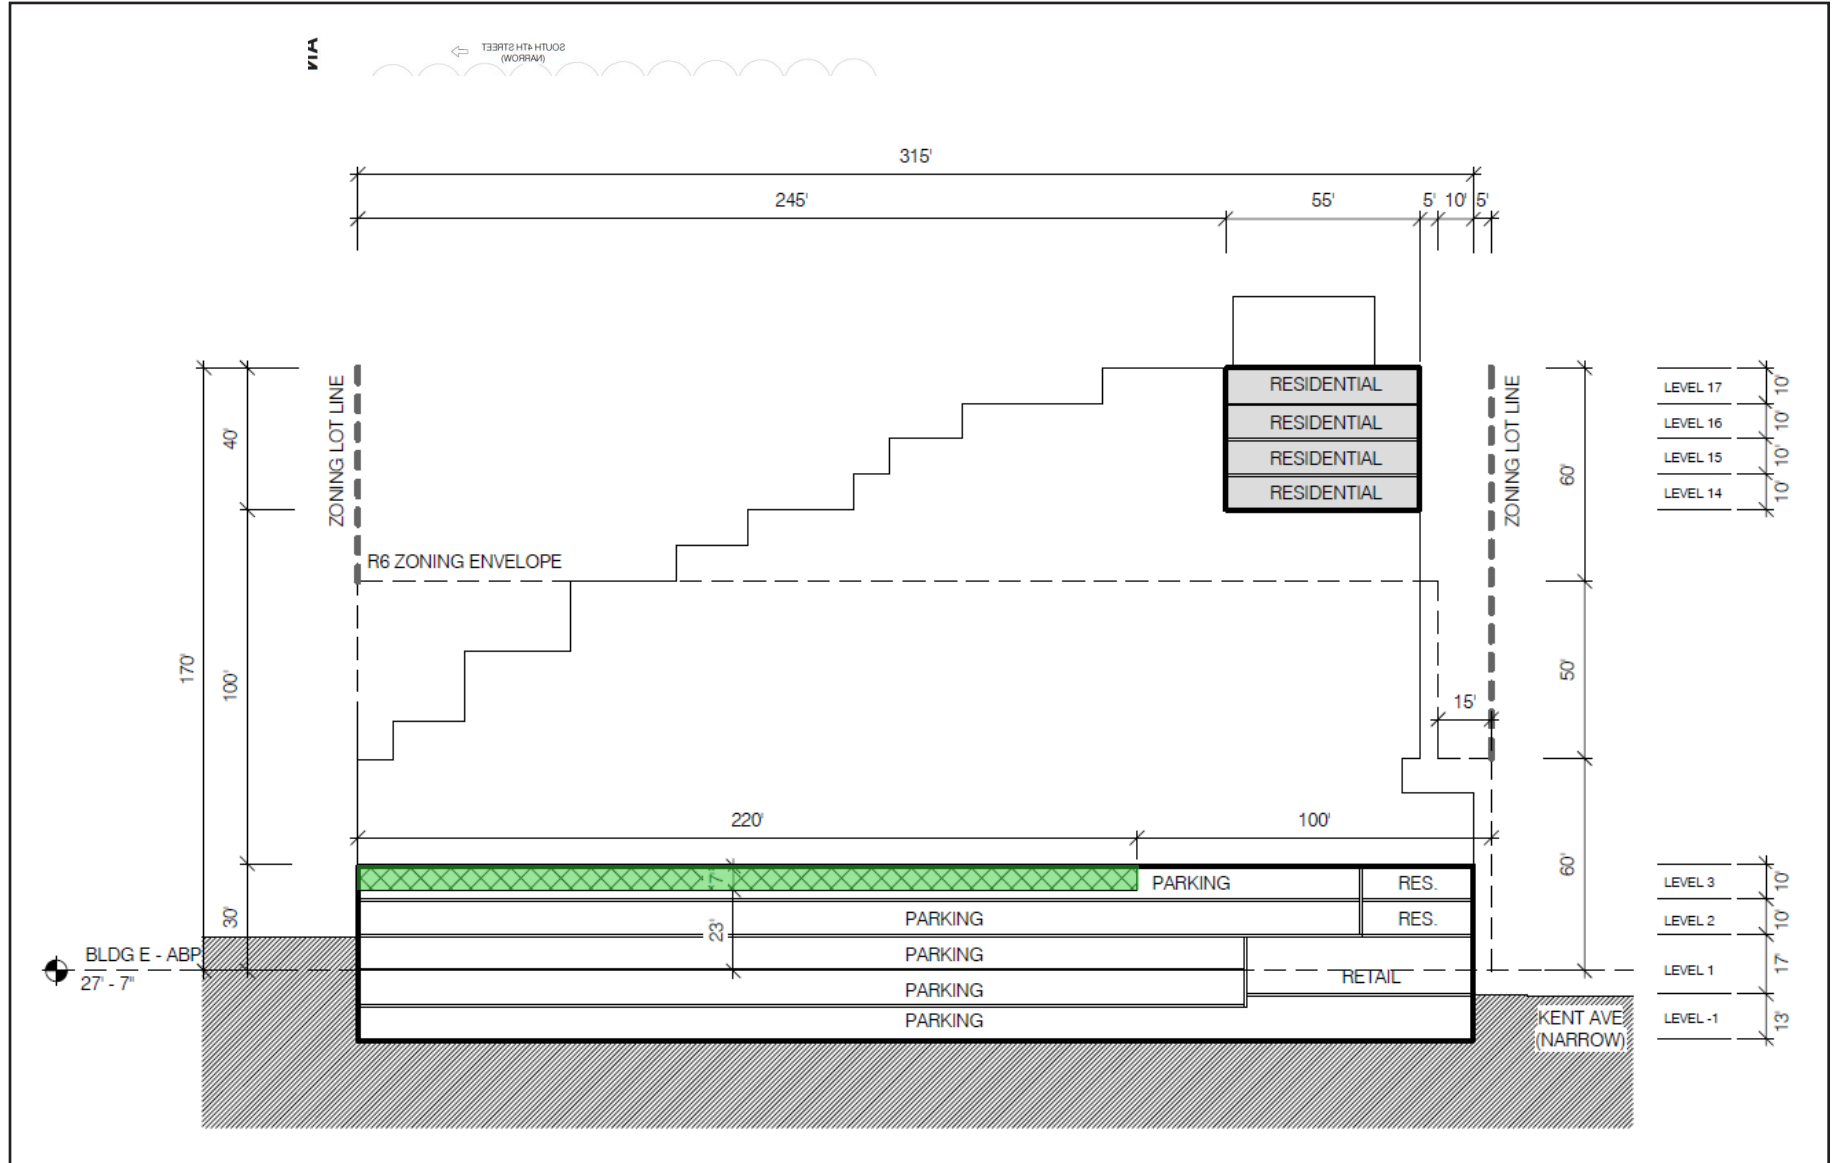 AN
SOUTH 4TH STREET
(NARROW)
315'
245'
55'
5'
10'
5'
ZONING LOT LINE
ZONING LOT LINE
R6 ZONING ENVELOPE
RESIDENTIAL
RESIDENTIAL
RESIDENTIAL
RESIDENTIAL
LEVEL 17
10'
LEVEL 16
10'
LEVEL 15
10'
LEVEL 14
10'
40'
100'
170'
30'
60'
50'
60'
15'
220'
100'
7'
23'
PARKING
RES.
PARKING
RES.
PARKING
PARKING
RETAIL
PARKING
LEVEL 3
10'
LEVEL 2
10'
LEVEL 1
17'
LEVEL -1
13'
BLDG E - ABP
27' - 7"
KENT AVE
(NARROW)